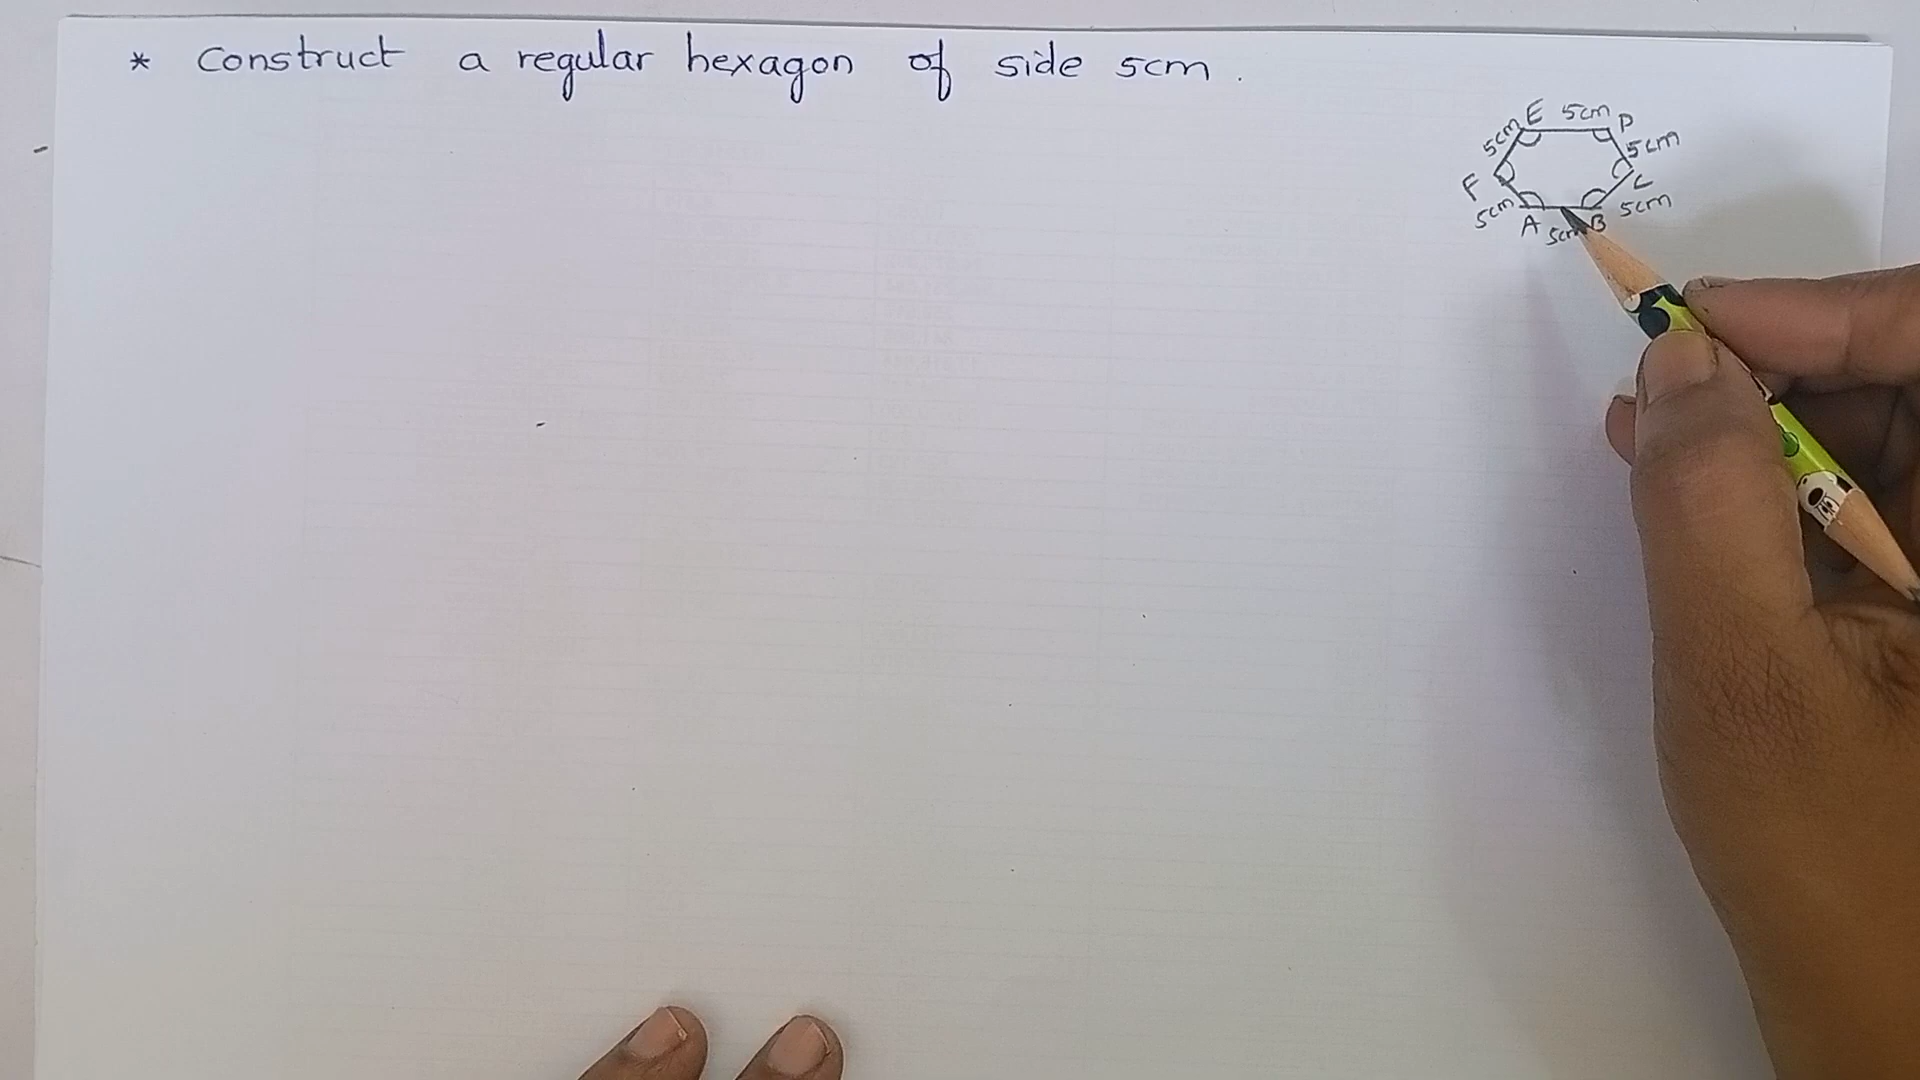 * Construct a regular hexagon of side 5cm.
E 5cm D
5cm 5cm
F C
5cm 5cm
A 5cm B